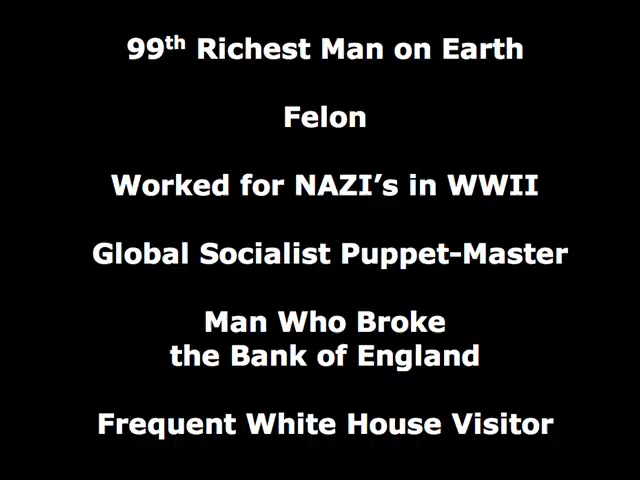 99th Richest Man on Earth
Felon
Worked for NAZI’s in WWII
Global Socialist Puppet-Master
Man Who Broke
the Bank of England
Frequent White House Visitor